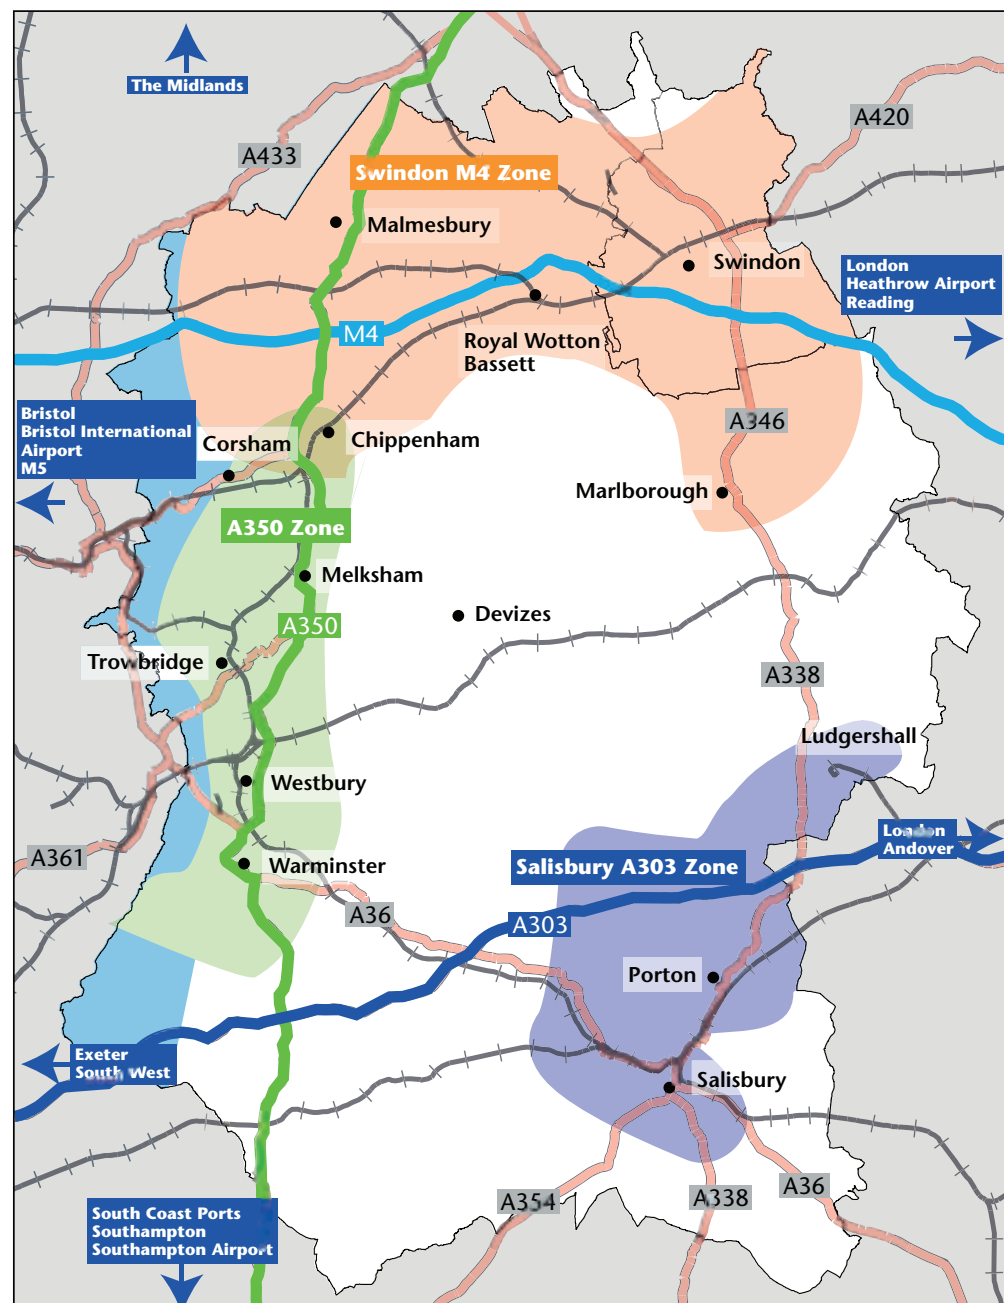 The Midlands
A420
A433
Swindon M4 Zone
Malmesbury
Swindon
London
Heathrow Airport
Reading
M4
Royal Wotton
Bassett
Bristol
Bristol International
Airport
M5
A346
Corsham
Chippenham
Marlborough
A350 Zone
Melksham
Devizes
A350
Trowbridge
A338
Ludgershall
Westbury
London
Andover
A361
Warminster
Salisbury A303 Zone
A36
A303
Porton
Exeter
South West
Salisbury
A354
A338
A36
South Coast Ports
Southampton
Southampton Airport